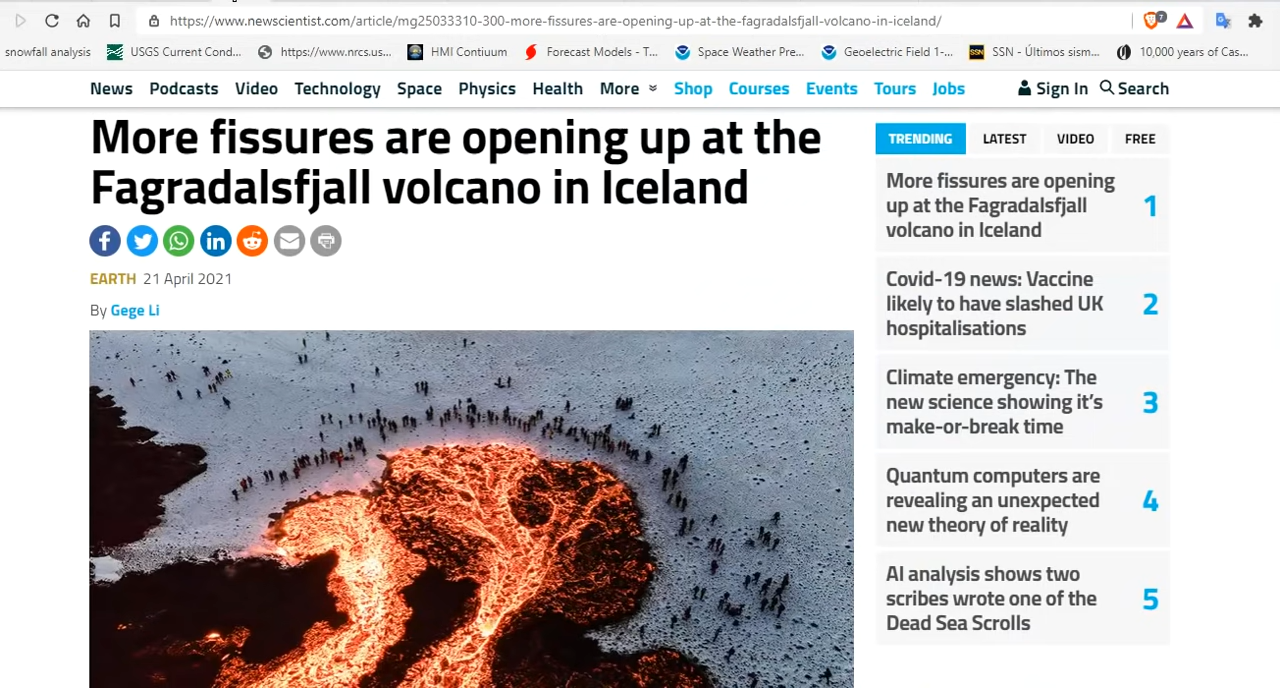 https://www.newscientist.com/article/mg25033310-300-more-fissures-are-opening-up-at-the-fagradalsfjall-volcano-in-iceland/
7
snowfall analysis USGS Current Cond... https://www.nrcs.us... HMI Contiuum Forecast Models - T... Space Weather Pre... Geoelectric Field 1-... SSN - Últimos sism... 10,000 years of Cas...
News Podcasts Video Technology Space Physics Health More Shop Courses Events Tours Jobs Sign In Search
More fissures are opening up at the
Fagradalsfjall volcano in Iceland
EARTH 21 April 2021
By Gege Li
TRENDING LATEST VIDEO FREE
More fissures are opening
up at the Fagradalsfjall
volcano in Iceland
1
Covid-19 news: Vaccine
likely to have slashed UK
hospitalisations
2
Climate emergency: The
new science showing it's
make-or-break time
3
Quantum computers are
revealing an unexpected
new theory of reality
4
AI analysis shows two
scribes wrote one of the
Dead Sea Scrolls
5